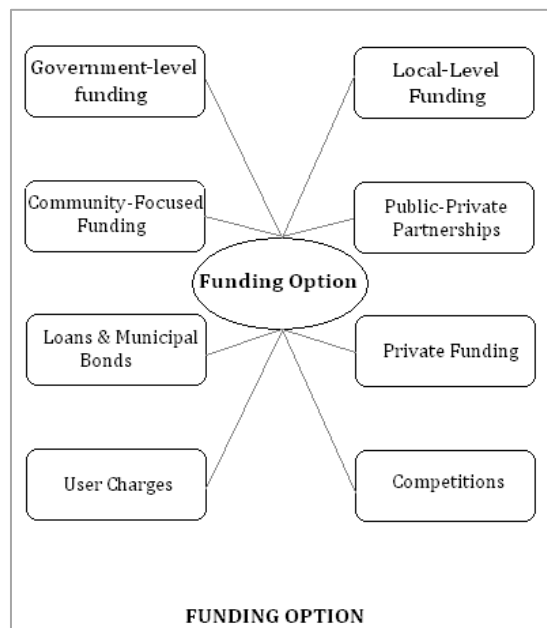 Government-level
funding
Local-Level
Funding
Community-Focused
Funding
Public-Private
Partnerships
Funding Option
Loans & Municipal
Bonds
Private Funding
User Charges
Competitions
FUNDING OPTION